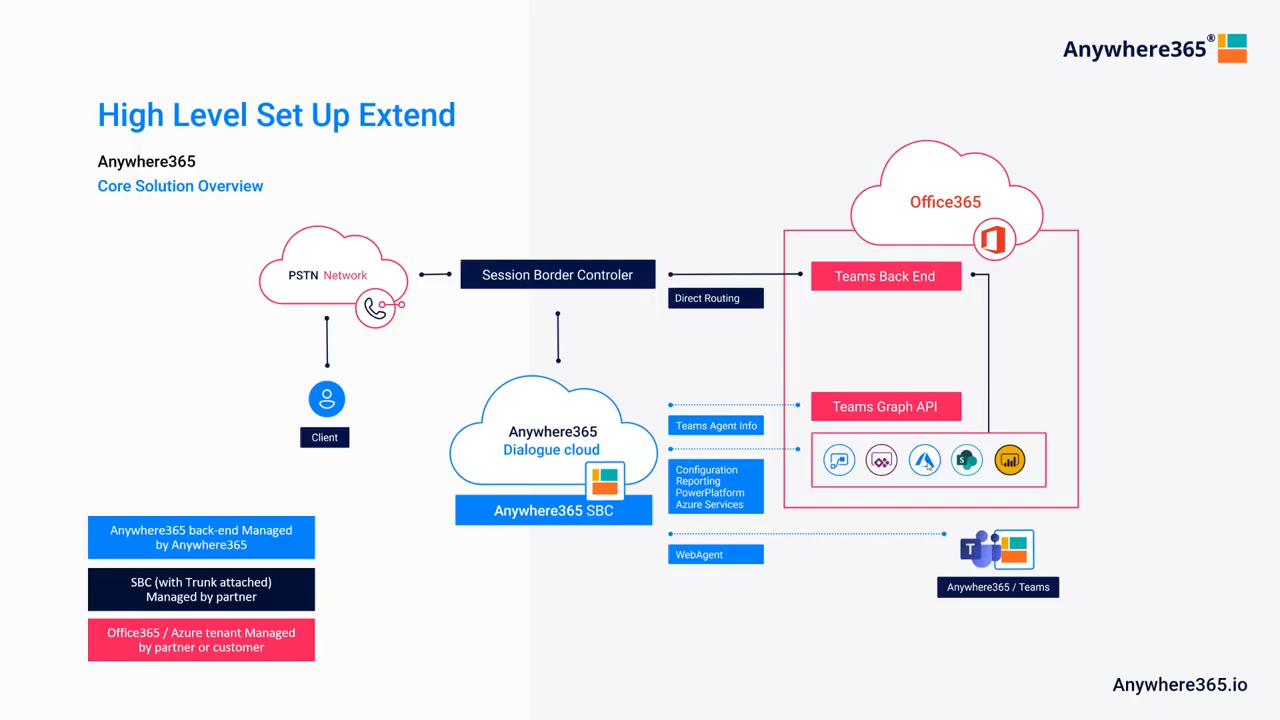 Anywhere365®
High Level Set Up Extend
Anywhere365
Core Solution Overview
Office365
PSTN Network
Session Border Controler
Direct Routing
Teams Back End
Client
Anywhere365
Dialogue cloud
Anywhere365 SBC
Teams Agent Info
Configuration
Reporting
PowerPlatform
Azure Services
WebAgent
Teams Graph API
S
T
Anywhere365 / Teams
Anywhere365 back-end Managed
by Anywhere365
SBC (with Trunk attached)
Managed by partner
Office365 / Azure tenant Managed
by partner or customer
Anywhere365.io